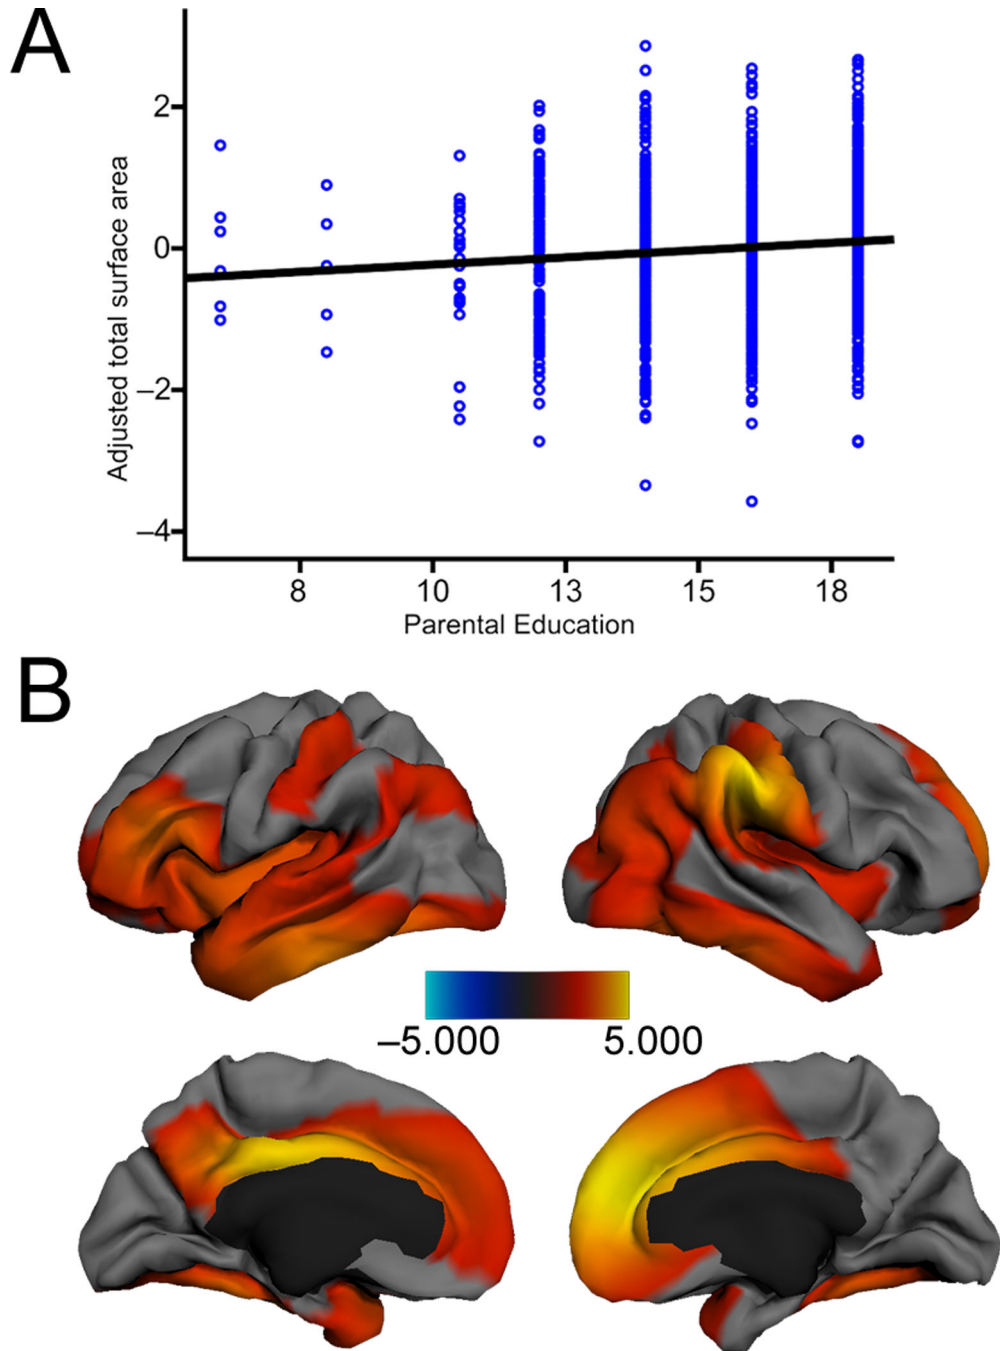 A
2
0
–2
–4
Adjusted total surface area
8 10 13 15 18
Parental Education
B
–5.000 5.000